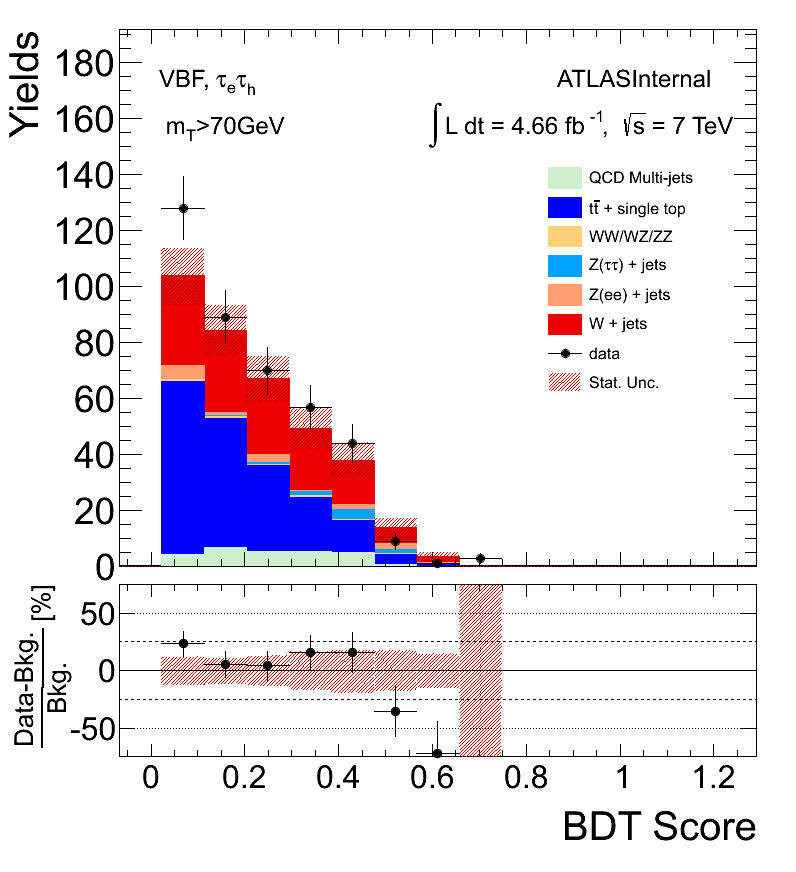 Yields
180
160
140
120
100
80
60
40
20
0
VBF, τeτh
mT>70GeV
ATLASInternal
∫ L dt = 4.66 fb-1, √s = 7 TeV
QCD Multi-jets
tt̄ + single top
WW/WZ/ZZ
Z(ττ) + jets
Z(ee) + jets
W + jets
data
Stat. Unc.
Data-Bkg.
Bkg.
[%]
50
0
-50
0 0.2 0.4 0.6 0.8 1 1.2
BDT Score